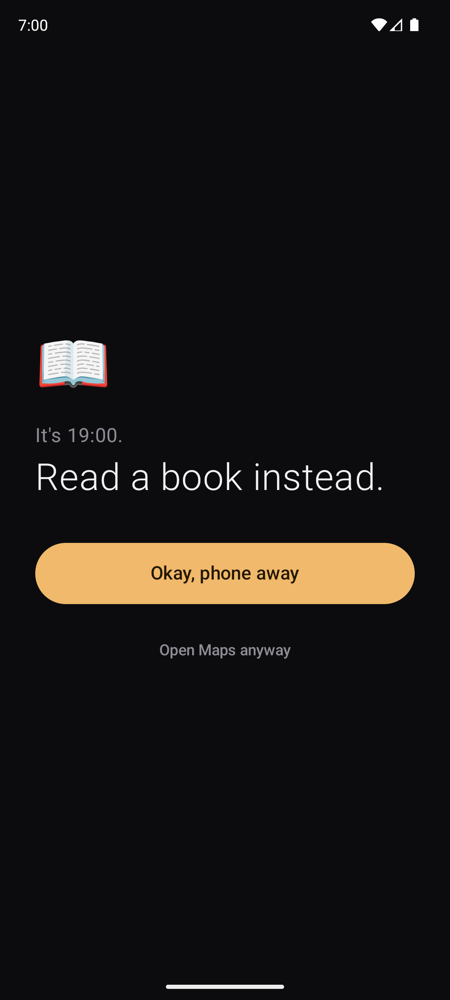 7:00
It's 19:00.
Read a book instead.
Okay, phone away
Open Maps anyway